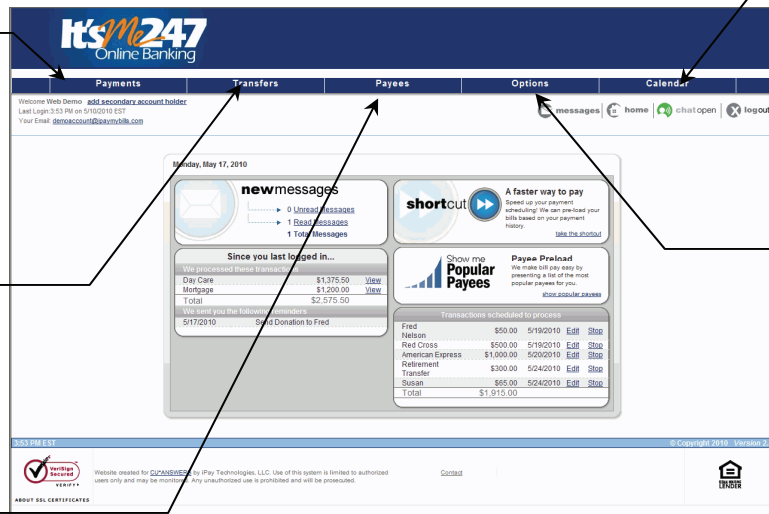 It'sMe247
Online Banking
Payments Transfers Payees Options Calendar
Welcome Web Demo add secondary account holder
Last Login:3:53 PM on 5/10/2010 EST
Your Email: demoaccount@ipaymybills.com
messages home chat open logout
Monday, May 17, 2010
newmessages
0 Unread Messages
1 Read Messages
1 Total Messages
shortcut
A faster way to pay
Speed up your payment
scheduling! We can pre-load your
bills based on your payment
history.
take the shortcut
Since you last logged in...
We processed these transactions
Day Care $1,375.50 View
Mortgage $1,200.00 View
Total $2,575.50
We sent you the following reminders
5/17/2010 Send Donation to Fred
Show me
Popular
Payees
Payee Preload
We make bill pay easy by
presenting a list of the most
popular payees for you.
show popular payees
Transactions scheduled to process
Fred
Nelson $50.00 5/19/2010 Edit Stop
Red Cross $500.00 5/19/2010 Edit Stop
American Express $1,000.00 5/20/2010 Edit Stop
Retirement
Transfer $300.00 5/24/2010 Edit Stop
Susan $65.00 5/24/2010 Edit Stop
Total $1,915.00
3:53 PM EST
© Copyright 2010 Version 2.
VeriSign
Secured
VERIFY
ABOUT SSL CERTIFICATES
Website created for CU*ANSWERS by iPay Technologies, LLC. Use of this system is limited to authorized
users only and may be monitored. Any unauthorized use is prohibited and will be prosecuted.
Contact
EQUAL HOUSING
LENDER